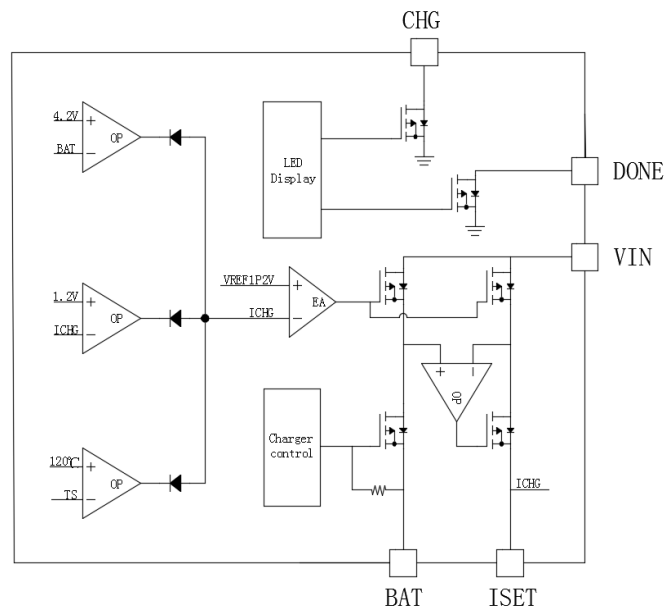 CHG
4.2V
+
OP
BAT
−
LED
Display
DONE
VIN
VREF1P2V
+
EA
ICHG
−
1.2V
+
OP
ICHG
−
+
−
OP
Charger
control
120℃
+
OP
TS
−
ICHG
BAT
ISET